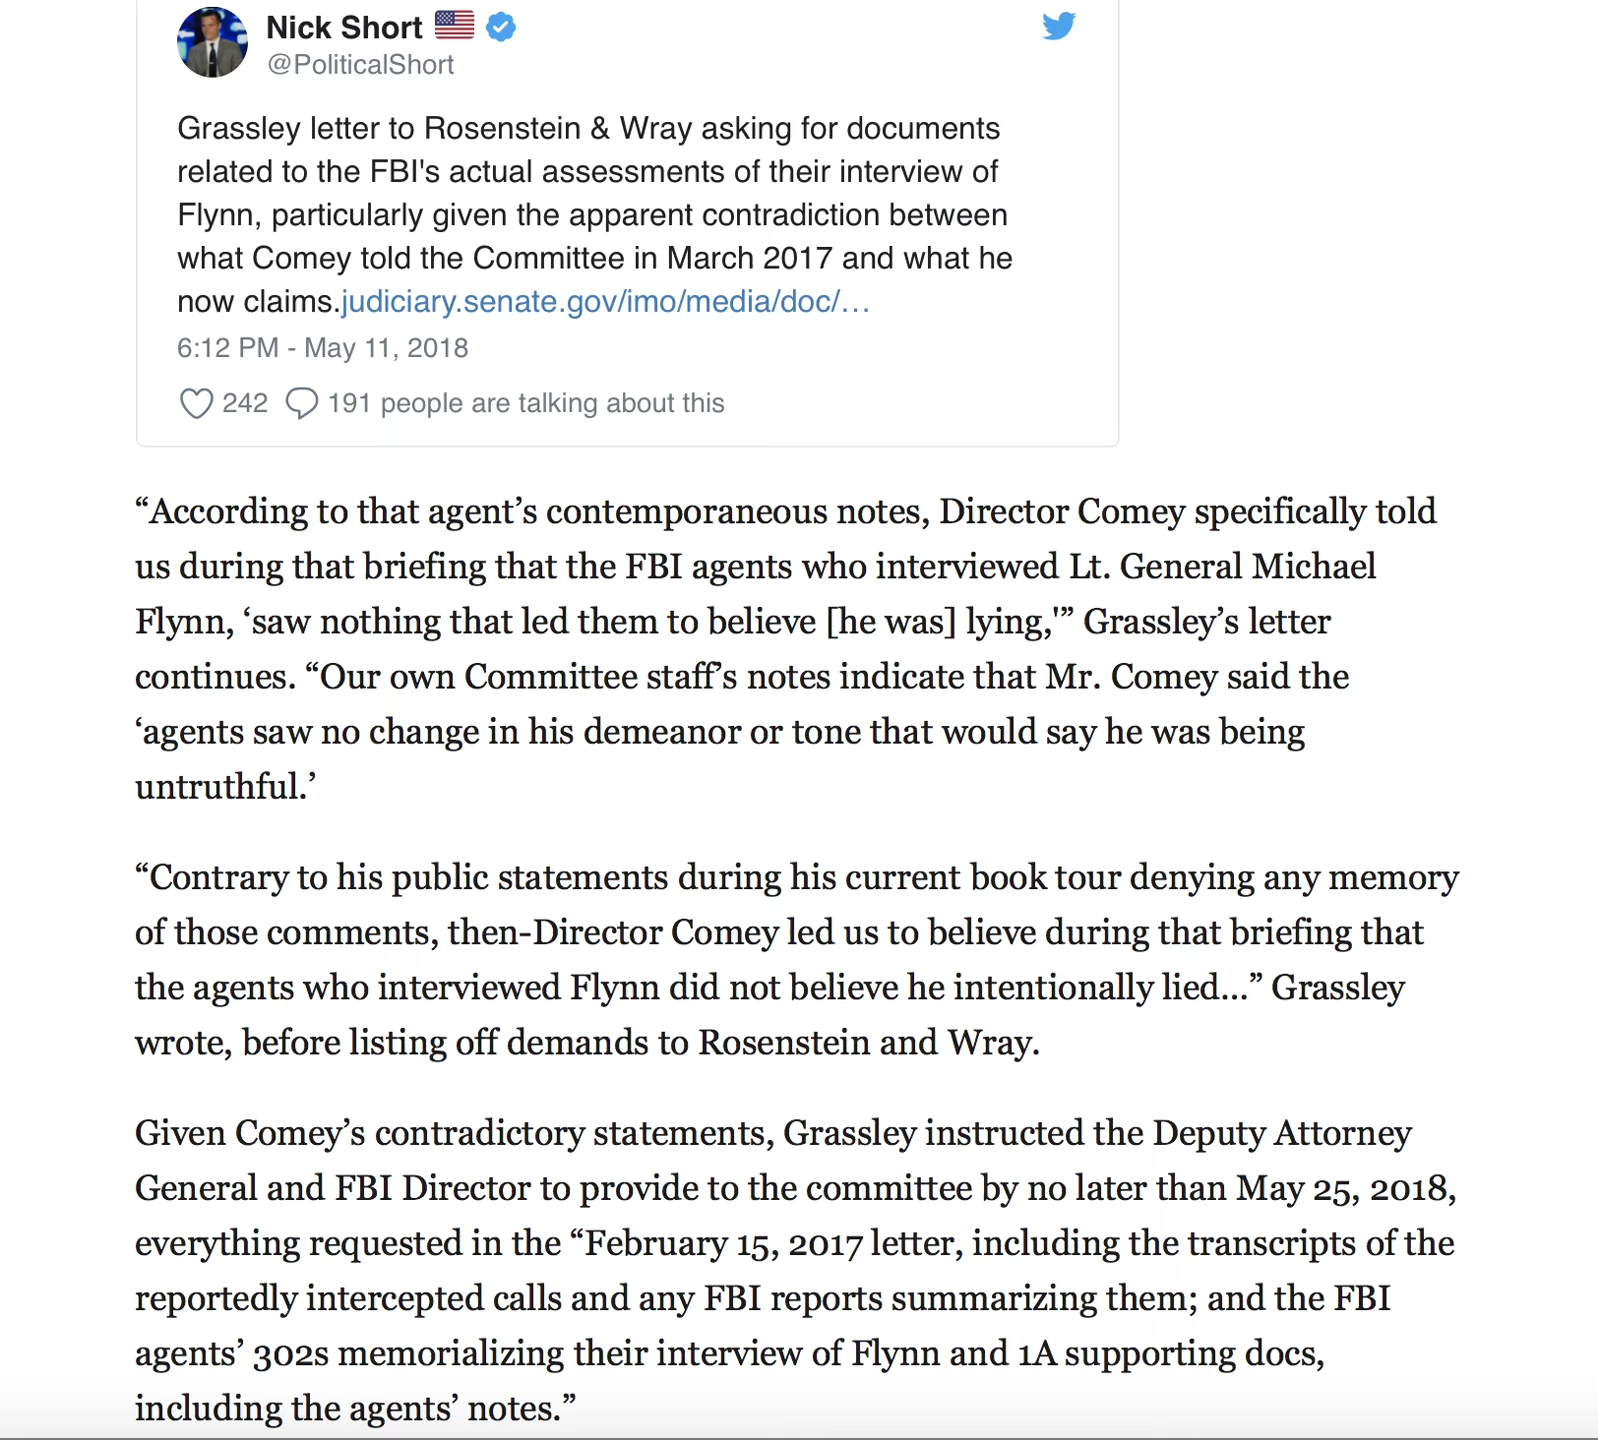 Nick Short 🇺🇸
@PoliticalShort
Grassley letter to Rosenstein & Wray asking for documents
related to the FBI's actual assessments of their interview of
Flynn, particularly given the apparent contradiction between
what Comey told the Committee in March 2017 and what he
now claims.judiciary.senate.gov/imo/media/doc/…
6:12 PM - May 11, 2018
242 191 people are talking about this
“According to that agent’s contemporaneous notes, Director Comey specifically told
us during that briefing that the FBI agents who interviewed Lt. General Michael
Flynn, ‘saw nothing that led them to believe [he was] lying,'” Grassley’s letter
continues. “Our own Committee staff’s notes indicate that Mr. Comey said the
‘agents saw no change in his demeanor or tone that would say he was being
untruthful.’
“Contrary to his public statements during his current book tour denying any memory
of those comments, then-Director Comey led us to believe during that briefing that
the agents who interviewed Flynn did not believe he intentionally lied...” Grassley
wrote, before listing off demands to Rosenstein and Wray.
Given Comey’s contradictory statements, Grassley instructed the Deputy Attorney
General and FBI Director to provide to the committee by no later than May 25, 2018,
everything requested in the “February 15, 2017 letter, including the transcripts of the
reportedly intercepted calls and any FBI reports summarizing them; and the FBI
agents’ 302s memorializing their interview of Flynn and 1A supporting docs,
including the agents’ notes.”